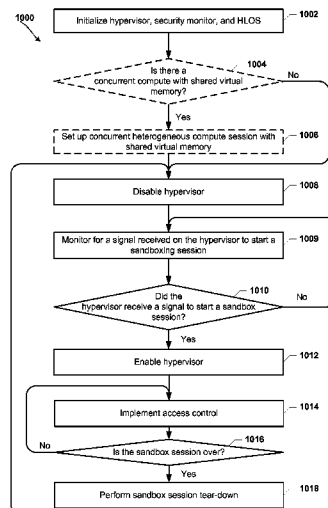 1000
Initialize hypervisor, security monitor, and HLOS
1002
Is there a
concurrent compute with shared virtual
memory?
1004
No
Yes
Set up concurrent heterogeneous compute session with
shared virtual memory
1006
Disable hypervisor
1008
Monitor for a signal received on the hypervisor to start a
sandboxing session
1009
Did the
hypervisor receive a signal to start a sandbox
session?
1010
No
Yes
Enable hypervisor
1012
Implement access control
1014
No
Is the sandbox session over?
1016
Yes
Perform sandbox session tear-down
1018